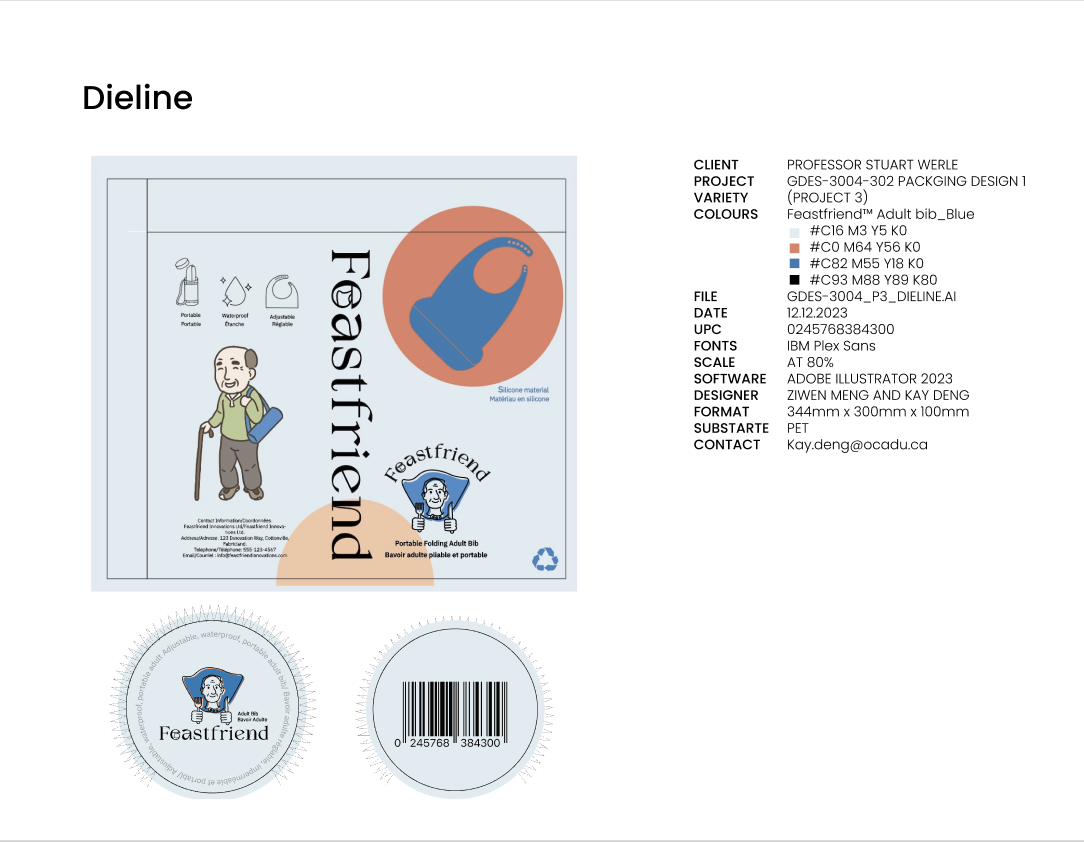 Dieline
CLIENT PROFESSOR STUART WERLE
PROJECT GDES-3004-302 PACKGING DESIGN 1
VARIETY (PROJECT 3)
COLOURS Feastfriend™ Adult bib_Blue
#C16 M3 Y5 K0
#C0 M64 Y56 K0
#C82 M55 Y18 K0
#C93 M88 Y89 K80
FILE GDES-3004_P3_DIELINE.AI
DATE 12.12.2023
UPC 0245768384300
FONTS IBM Plex Sans
SCALE AT 80%
SOFTWARE ADOBE ILLUSTRATOR 2023
DESIGNER ZIWEN MENG AND KAY DENG
FORMAT 344mm x 300mm x 100mm
SUBSTARTE PET
CONTACT Kay.deng@ocadu.ca
Portable
Portable
Waterproof
Étanche
Adjustable
Réglable
Feastfriend
Silicone material
Matériau en silicone
Feastfriend
Portable Folding Adult Bib
Bavoir adulte pliable et portable
Contact Information/Coordonnées
Feastfriend Innovations Ltd/Feastfriend Innova-
tions Ltd.
Address/Adresse: 123 Innovation Way, Cottonville,
Fabricland.
Telephone/Téléphone: 555-123-4567
Email/Courriel: info@feastfriendinnovations.com
Adjustable, waterproof, portable adult bib/ Bavoir adulte réglable, imperméable et portabl/ Adjustable, waterproof, portable adult
Adult Bib
Bavoir Adulte
Feastfriend
0 245768 384300